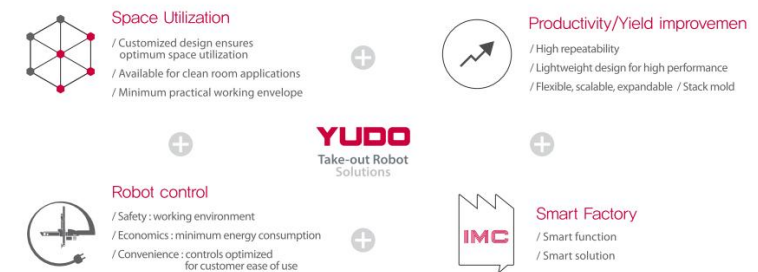 Space Utilization
/ Customized design ensures
optimum space utilization
/ Available for clean room applications
/ Minimum practical working envelope
Productivity/Yield improvemen
/ High repeatability
/ Lightweight design for high performance
/ Flexible, scalable, expandable / Stack mold
YUDO
Take-out Robot
Solutions
Robot control
/ Safety : working environment
/ Economics : minimum energy consumption
/ Convenience : controls optimized
for customer ease of use
IMC
Smart Factory
/ Smart function
/ Smart solution